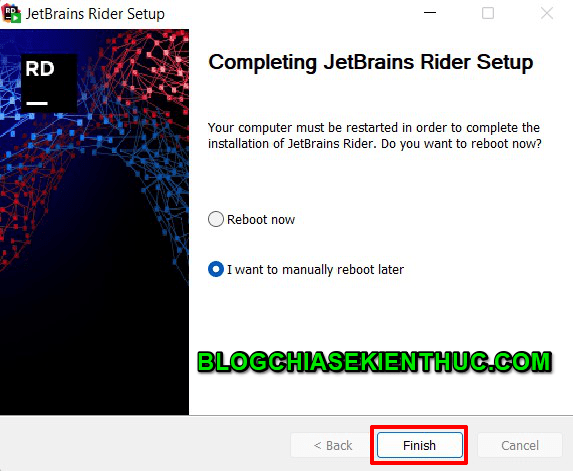 JetBrains Rider Setup
RD
Completing JetBrains Rider Setup
Your computer must be restarted in order to complete the
installation of JetBrains Rider. Do you want to reboot now?
Reboot now
I want to manually reboot later
BLOGCHIASEKIENTHUC.COM
< Back
Finish
Cancel